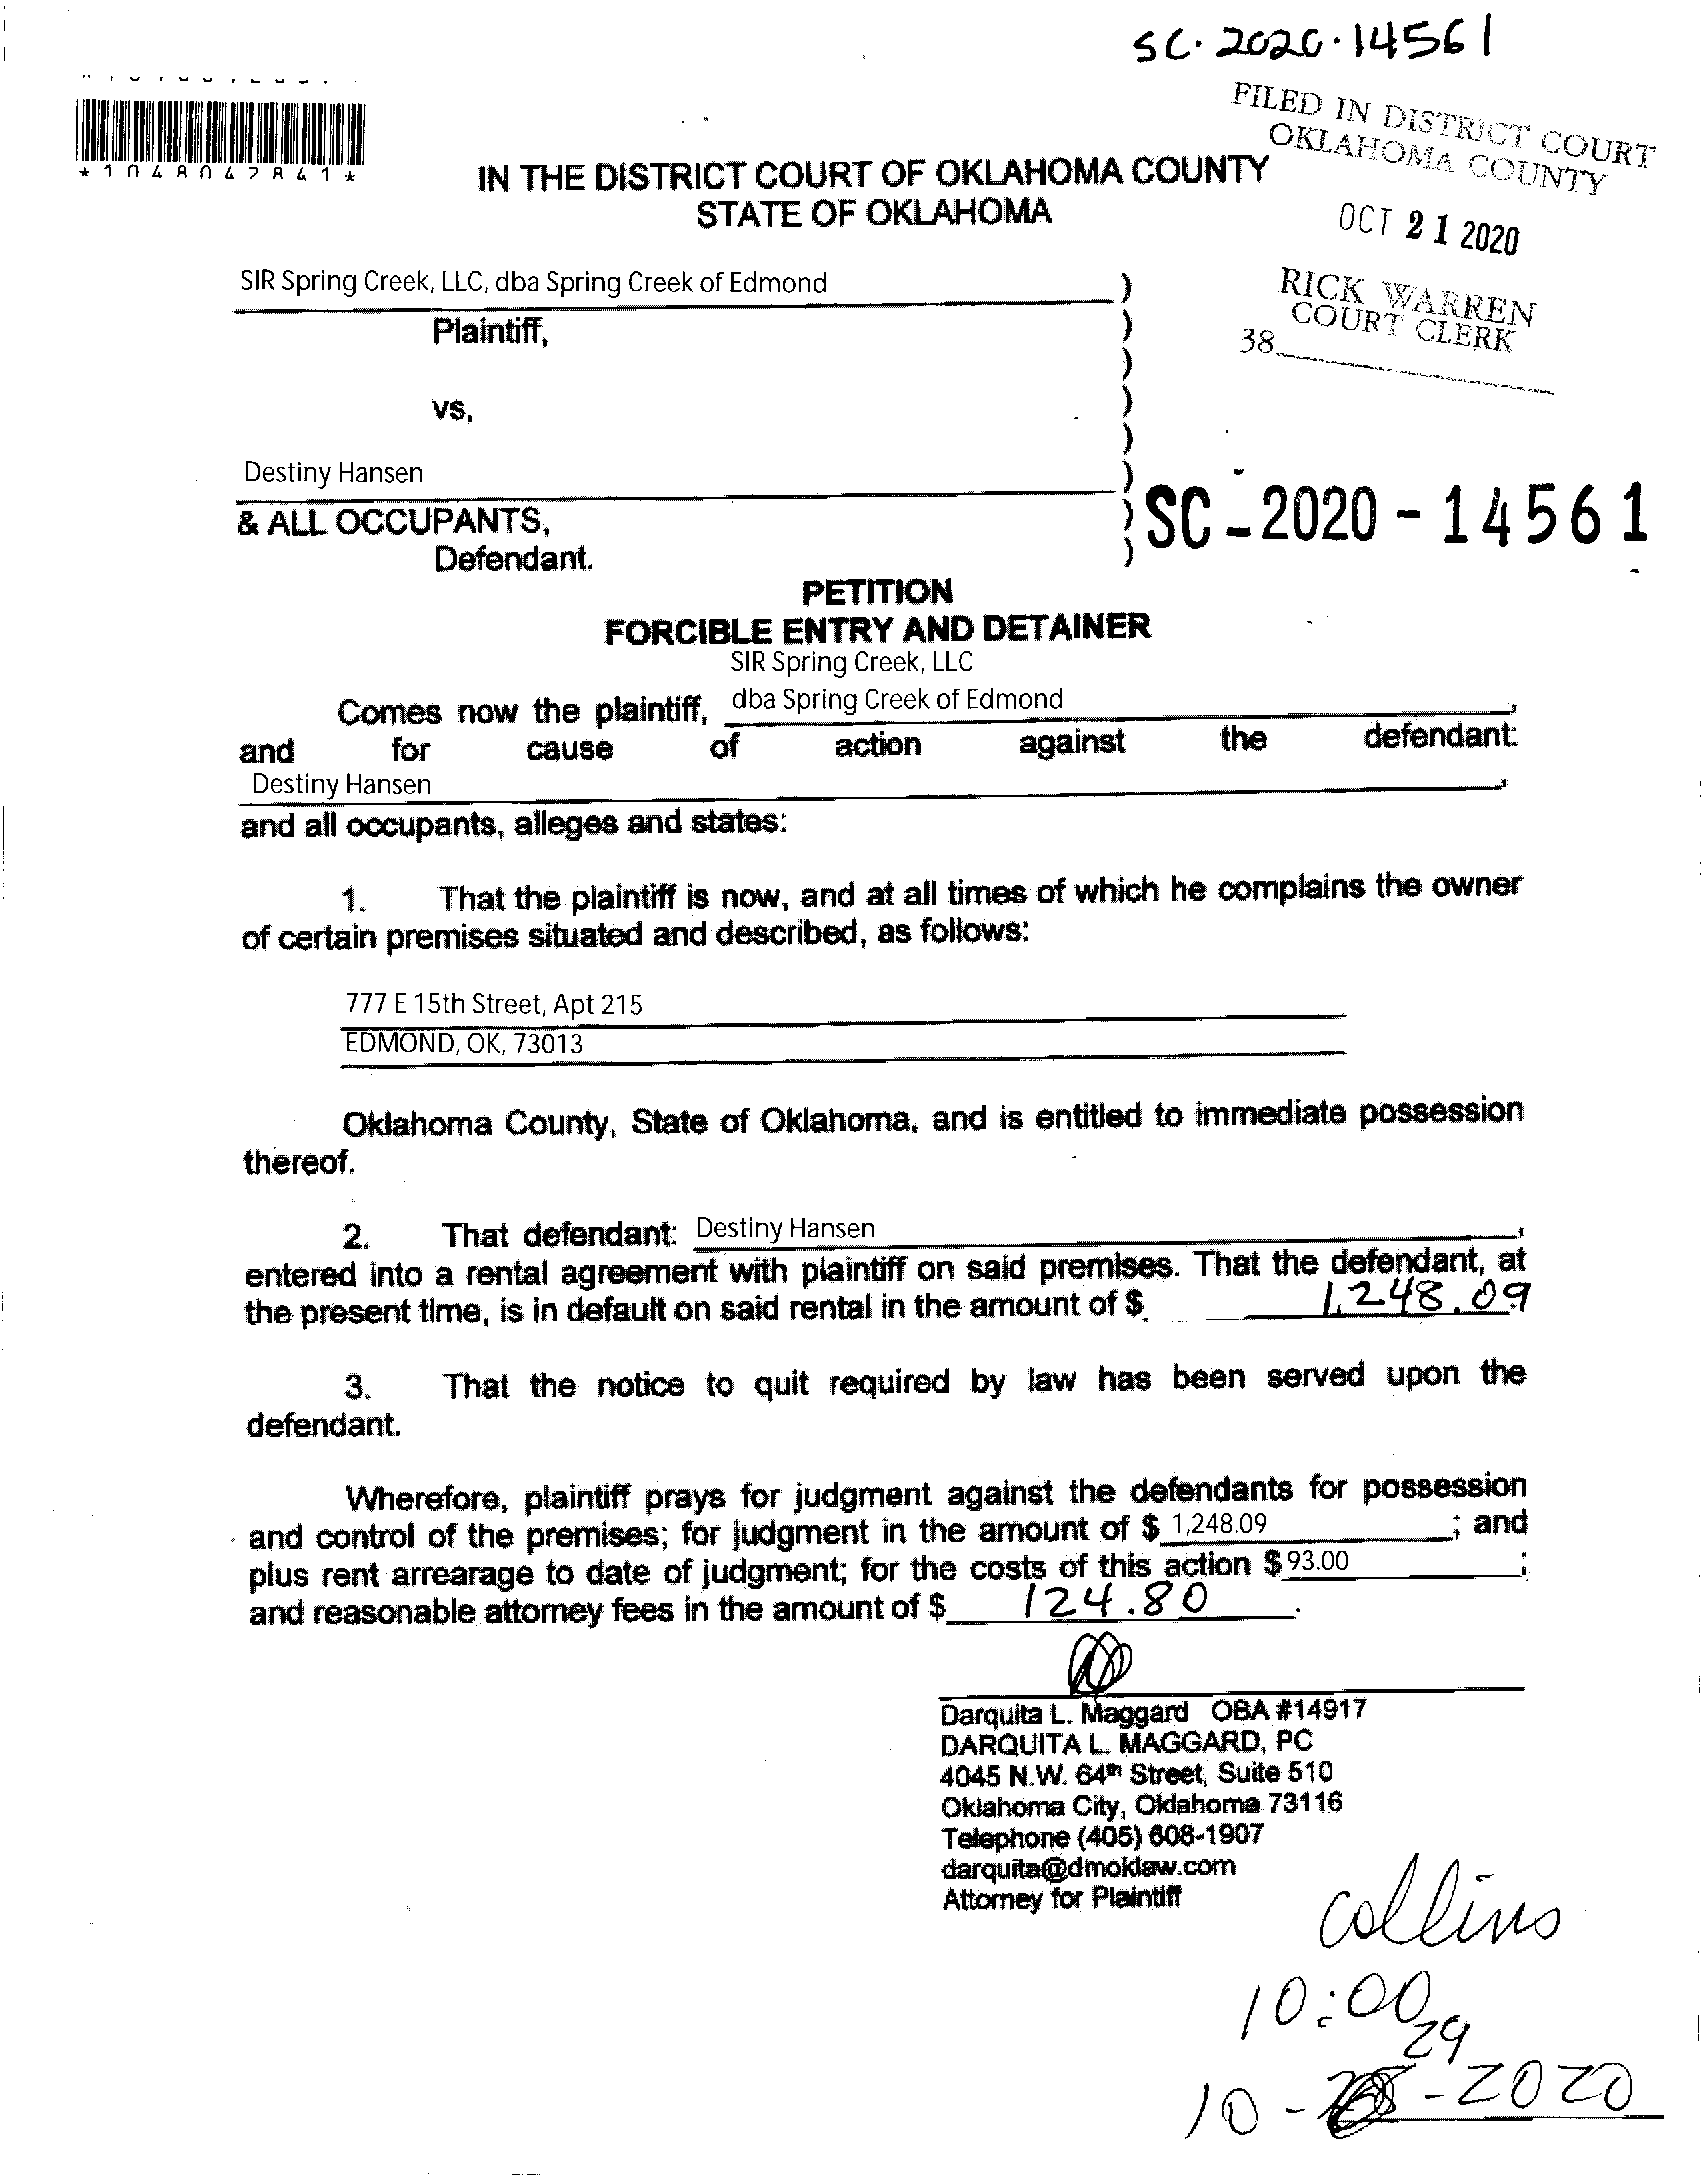 SC-2020-14561
FILED IN DISTRICT COURT
OKLAHOMA COUNTY
*1048042841*
IN THE DISTRICT COURT OF OKLAHOMA COUNTY
STATE OF OKLAHOMA
OCT 21 2020
RICK WARREN
COURT CLERK
38
SIR Spring Creek, LLC, dba Spring Creek of Edmond )
Plaintiff, )
)
vs. )
)
Destiny Hansen )
& ALL OCCUPANTS, ) SC-2020-14561
Defendant. )
PETITION
FORCIBLE ENTRY AND DETAINER
SIR Spring Creek, LLC
Comes now the plaintiff, dba Spring Creek of Edmond,
and for cause of action against the defendant:
Destiny Hansen,
and all occupants, alleges and states:
1. That the plaintiff is now, and at all times of which he complains the owner
of certain premises situated and described, as follows:
777 E 15th Street, Apt 215
EDMOND, OK, 73013
Oklahoma County, State of Oklahoma, and is entitled to immediate possession
thereof.
2. That defendant: Destiny Hansen,
entered into a rental agreement with plaintiff on said premises. That the defendant, at
the present time, is in default on said rental in the amount of $ 1,248.09
3. That the notice to quit required by law has been served upon the
defendant.
Wherefore, plaintiff prays for judgment against the defendants for possession
and control of the premises; for judgment in the amount of $ 1,248.09; and
plus rent arrearage to date of judgment; for the costs of this action $ 93.00;
and reasonable attorney fees in the amount of $ 124.80.
Darquita L. Maggard OBA #14917
DARQUITA L. MAGGARD, PC
4045 N.W. 64th Street, Suite 510
Oklahoma City, Oklahoma 73116
Telephone (405) 608-1907
darquita@dmoklaw.com
Attorney for Plaintiff
Collins
10:00
29
10- -2020